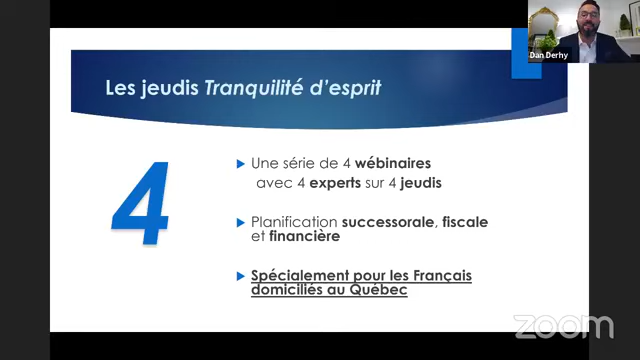 Dan Derhy
Les jeudis Tranquilité d'esprit
4
Une série de 4 wébinaires
avec 4 experts sur 4 jeudis
Planification successorale, fiscale
et financière
Spécialement pour les Français
domiciliés au Québec
zoom